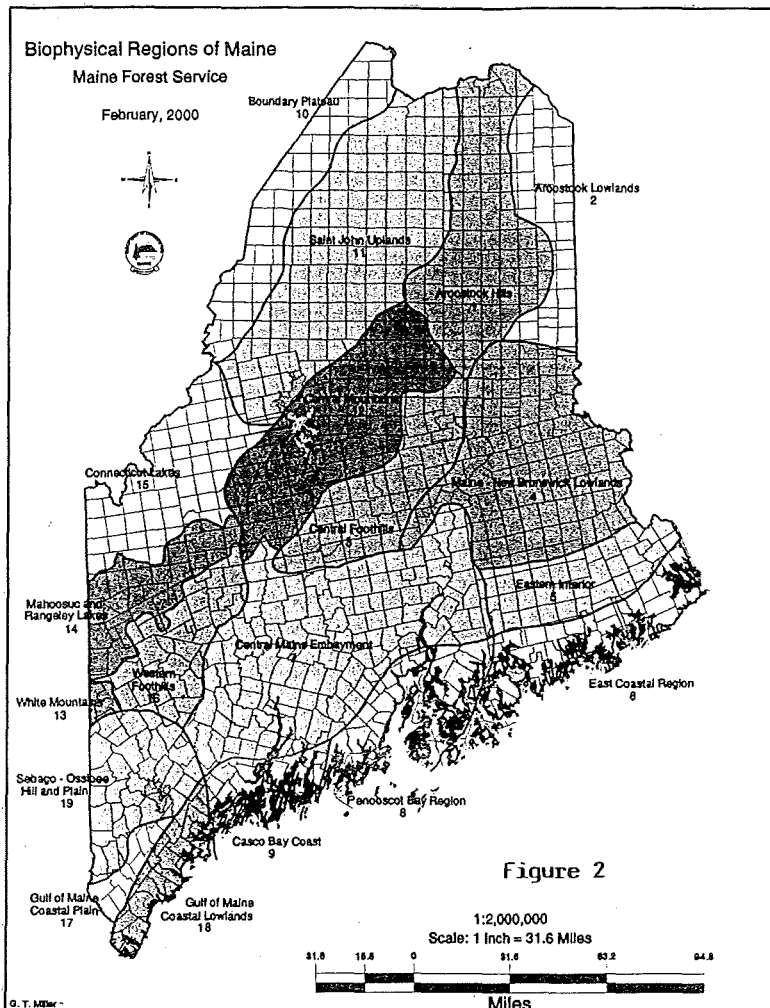 Biophysical Regions of Maine
Maine Forest Service
February, 2000
Boundary Plateau
10
Aroostook Lowlands
2
Saint John Uplands
11
Aroostook Hills
Central Mountains
12
Connecticut Lakes
15
Maine - New Brunswick Lowlands
4
Central Foothills
Eastern Interior
5
Mahoosuc and
Rangeley Lakes
14
Central Maine Embayment
Western
Foothills
White Mountains
13
East Coastal Region
6
Sebago - Ossipee
Hill and Plain
19
Penobscot Bay Region
8
Casco Bay Coast
9
Figure 2
Gulf of Maine
Coastal Plain
17
Gulf of Maine
Coastal Lowlands
18
1:2,000,000
Scale: 1 Inch = 31.6 Miles
31.6 15.8 0 31.6 63.2 94.8
Miles
G. T. Miller -